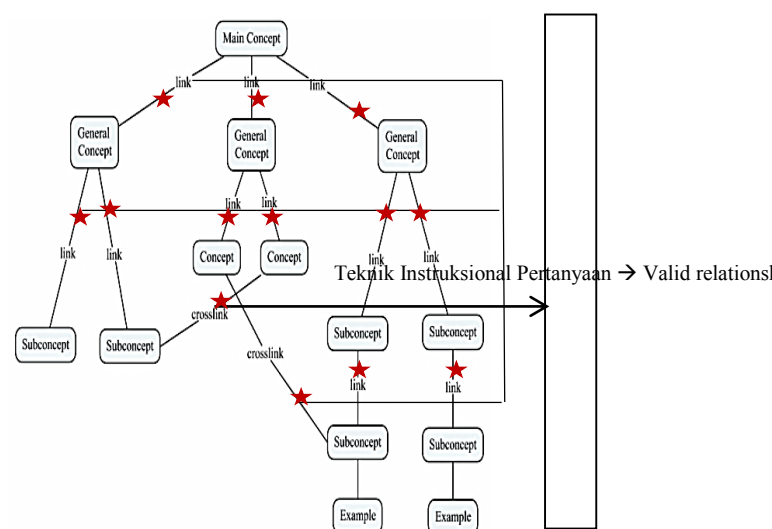 Main Concept
link
link
link
General
Concept
General
Concept
General
Concept
link
link
link
link
link
link
Concept
Concept
Teknik Instruksional Pertanyaan → Valid relations
crosslink
Subconcept
Subconcept
Subconcept
Subconcept
crosslink
link
link
Subconcept
Subconcept
Example
Example